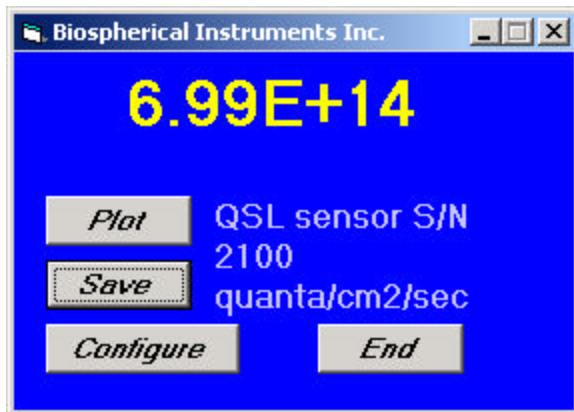 Biospherical Instruments Inc.
6.99E+14
Plot
QSL sensor S/N
2100
Save
quanta/cm2/sec
Configure
End